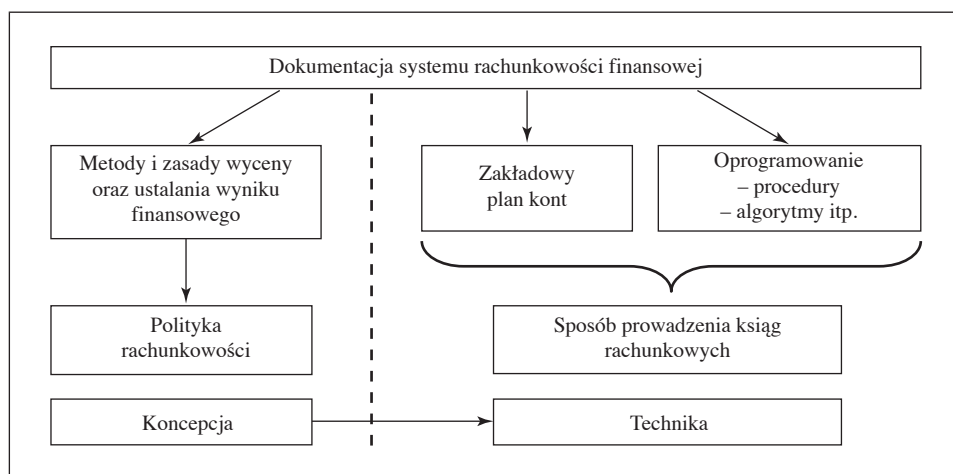 Dokumentacja systemu rachunkowości finansowej
Metody i zasady wyceny
oraz ustalania wyniku
finansowego
Zakładowy
plan kont
Oprogramowanie
– procedury
– algorytmy itp.
Polityka
rachunkowości
Sposób prowadzenia ksiąg
rachunkowych
Koncepcja
Technika